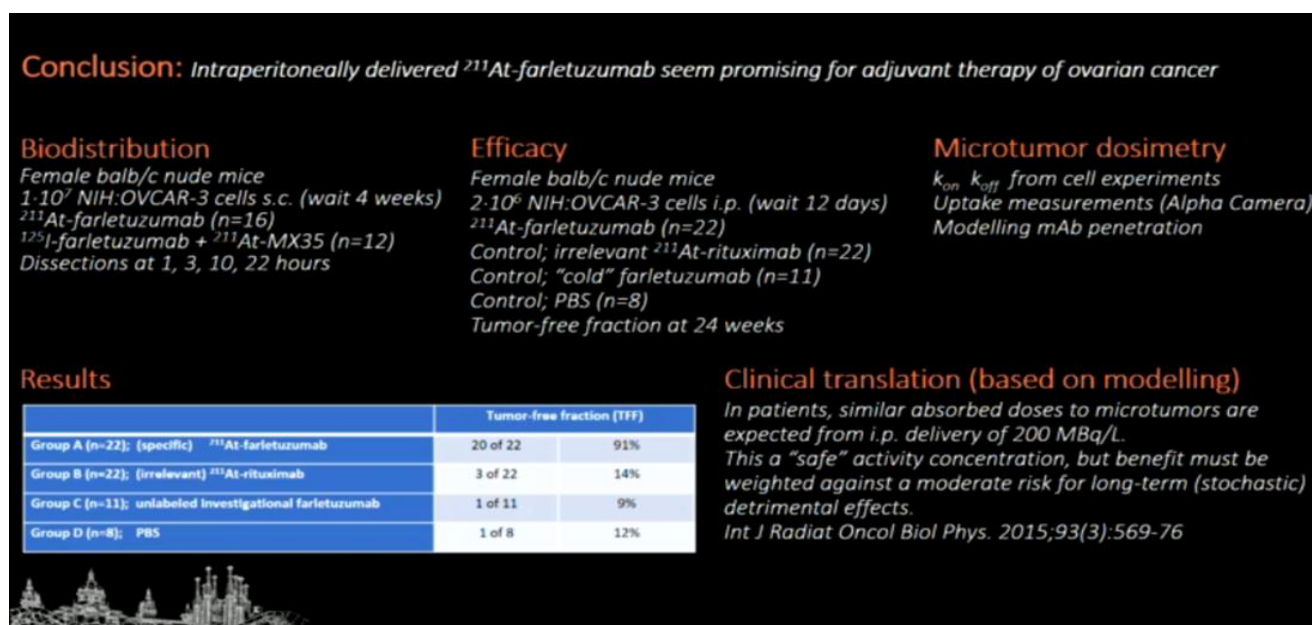 Conclusion: Intraperitoneally delivered ²¹¹At-farletuzumab seem promising for adjuvant therapy of ovarian cancer
Biodistribution
Female balb/c nude mice
1·10⁷ NIH:OVCAR-3 cells s.c. (wait 4 weeks)
²¹¹At-farletuzumab (n=16)
¹²⁵I-farletuzumab + ²¹¹At-MX35 (n=12)
Dissections at 1, 3, 10, 22 hours
Efficacy
Female balb/c nude mice
2·10⁶ NIH:OVCAR-3 cells i.p. (wait 12 days)
²¹¹At-farletuzumab (n=22)
Control; irrelevant ²¹¹At-rituximab (n=22)
Control; "cold" farletuzumab (n=11)
Control; PBS (n=8)
Tumor-free fraction at 24 weeks
Microtumor dosimetry
kon koff from cell experiments
Uptake measurements (Alpha Camera)
Modelling mAb penetration
Results
Tumor-free fraction (TFF)
Group A (n=22); (specific) ²¹¹At-farletuzumab 20 of 22 91%
Group B (n=22); (irrelevant) ²¹¹At-rituximab 3 of 22 14%
Group C (n=11); unlabeled investigational farletuzumab 1 of 11 9%
Group D (n=8); PBS 1 of 8 12%
Clinical translation (based on modelling)
In patients, similar absorbed doses to microtumors are
expected from i.p. delivery of 200 MBq/L.
This a "safe" activity concentration, but benefit must be
weighted against a moderate risk for long-term (stochastic)
detrimental effects.
Int J Radiat Oncol Biol Phys. 2015;93(3):569-76